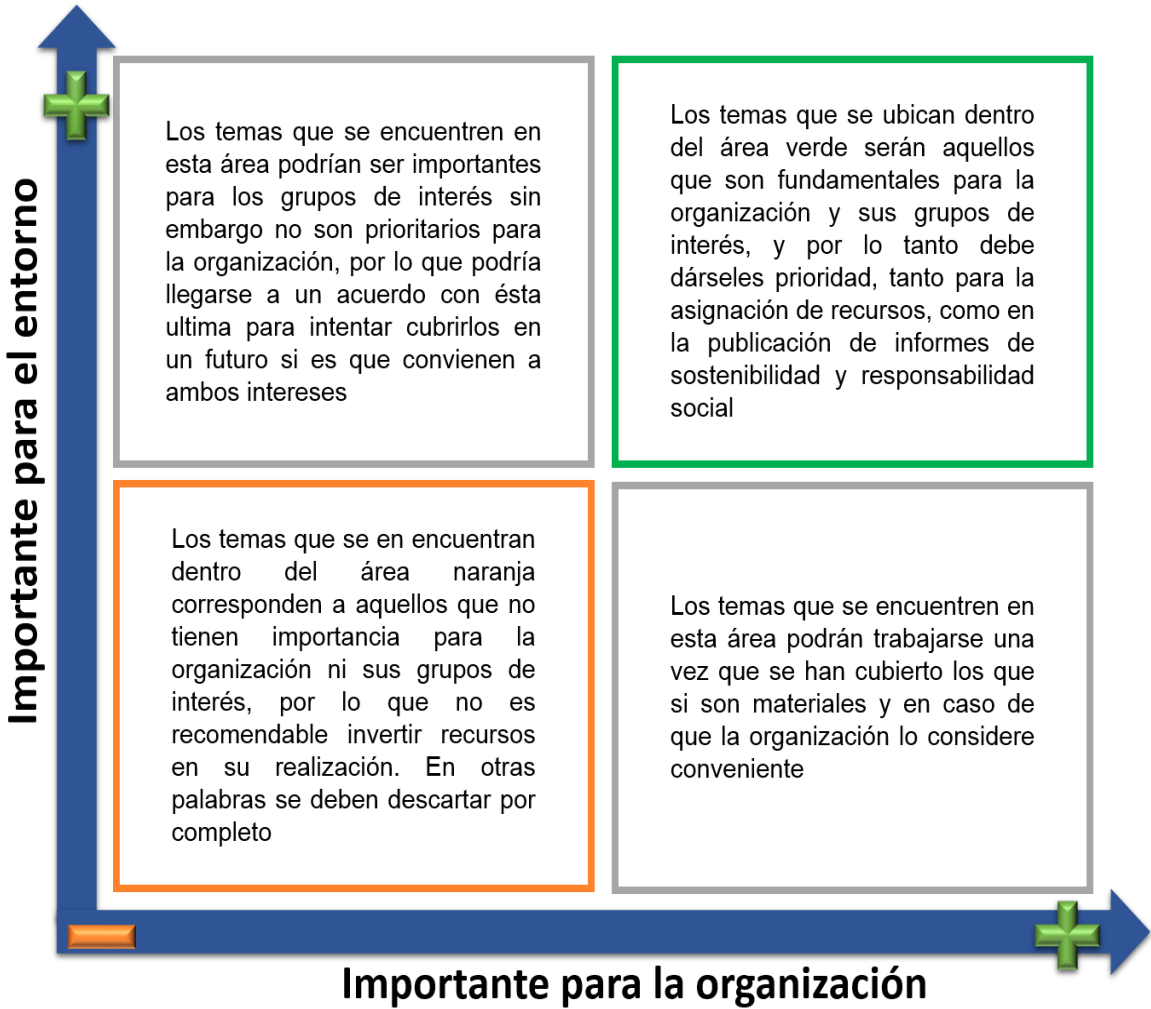 Importante para el entorno
Los temas que se encuentren en
esta área podrían ser importantes
para los grupos de interés sin
embargo no son prioritarios para
la organización, por lo que podría
llegarse a un acuerdo con ésta
ultima para intentar cubrirlos en
un futuro si es que convienen a
ambos intereses
Los temas que se ubican dentro
del área verde serán aquellos
que son fundamentales para la
organización y sus grupos de
interés, y por lo tanto debe
dárseles prioridad, tanto para la
asignación de recursos, como en
la publicación de informes de
sostenibilidad y responsabilidad
social
Los temas que se en encuentran
dentro del área naranja
corresponden a aquellos que no
tienen importancia para la
organización ni sus grupos de
interés, por lo que no es
recomendable invertir recursos
en su realización. En otras
palabras se deben descartar por
completo
Los temas que se encuentren en
esta área podrán trabajarse una
vez que se han cubierto los que
si son materiales y en caso de
que la organización lo considere
conveniente
Importante para la organización